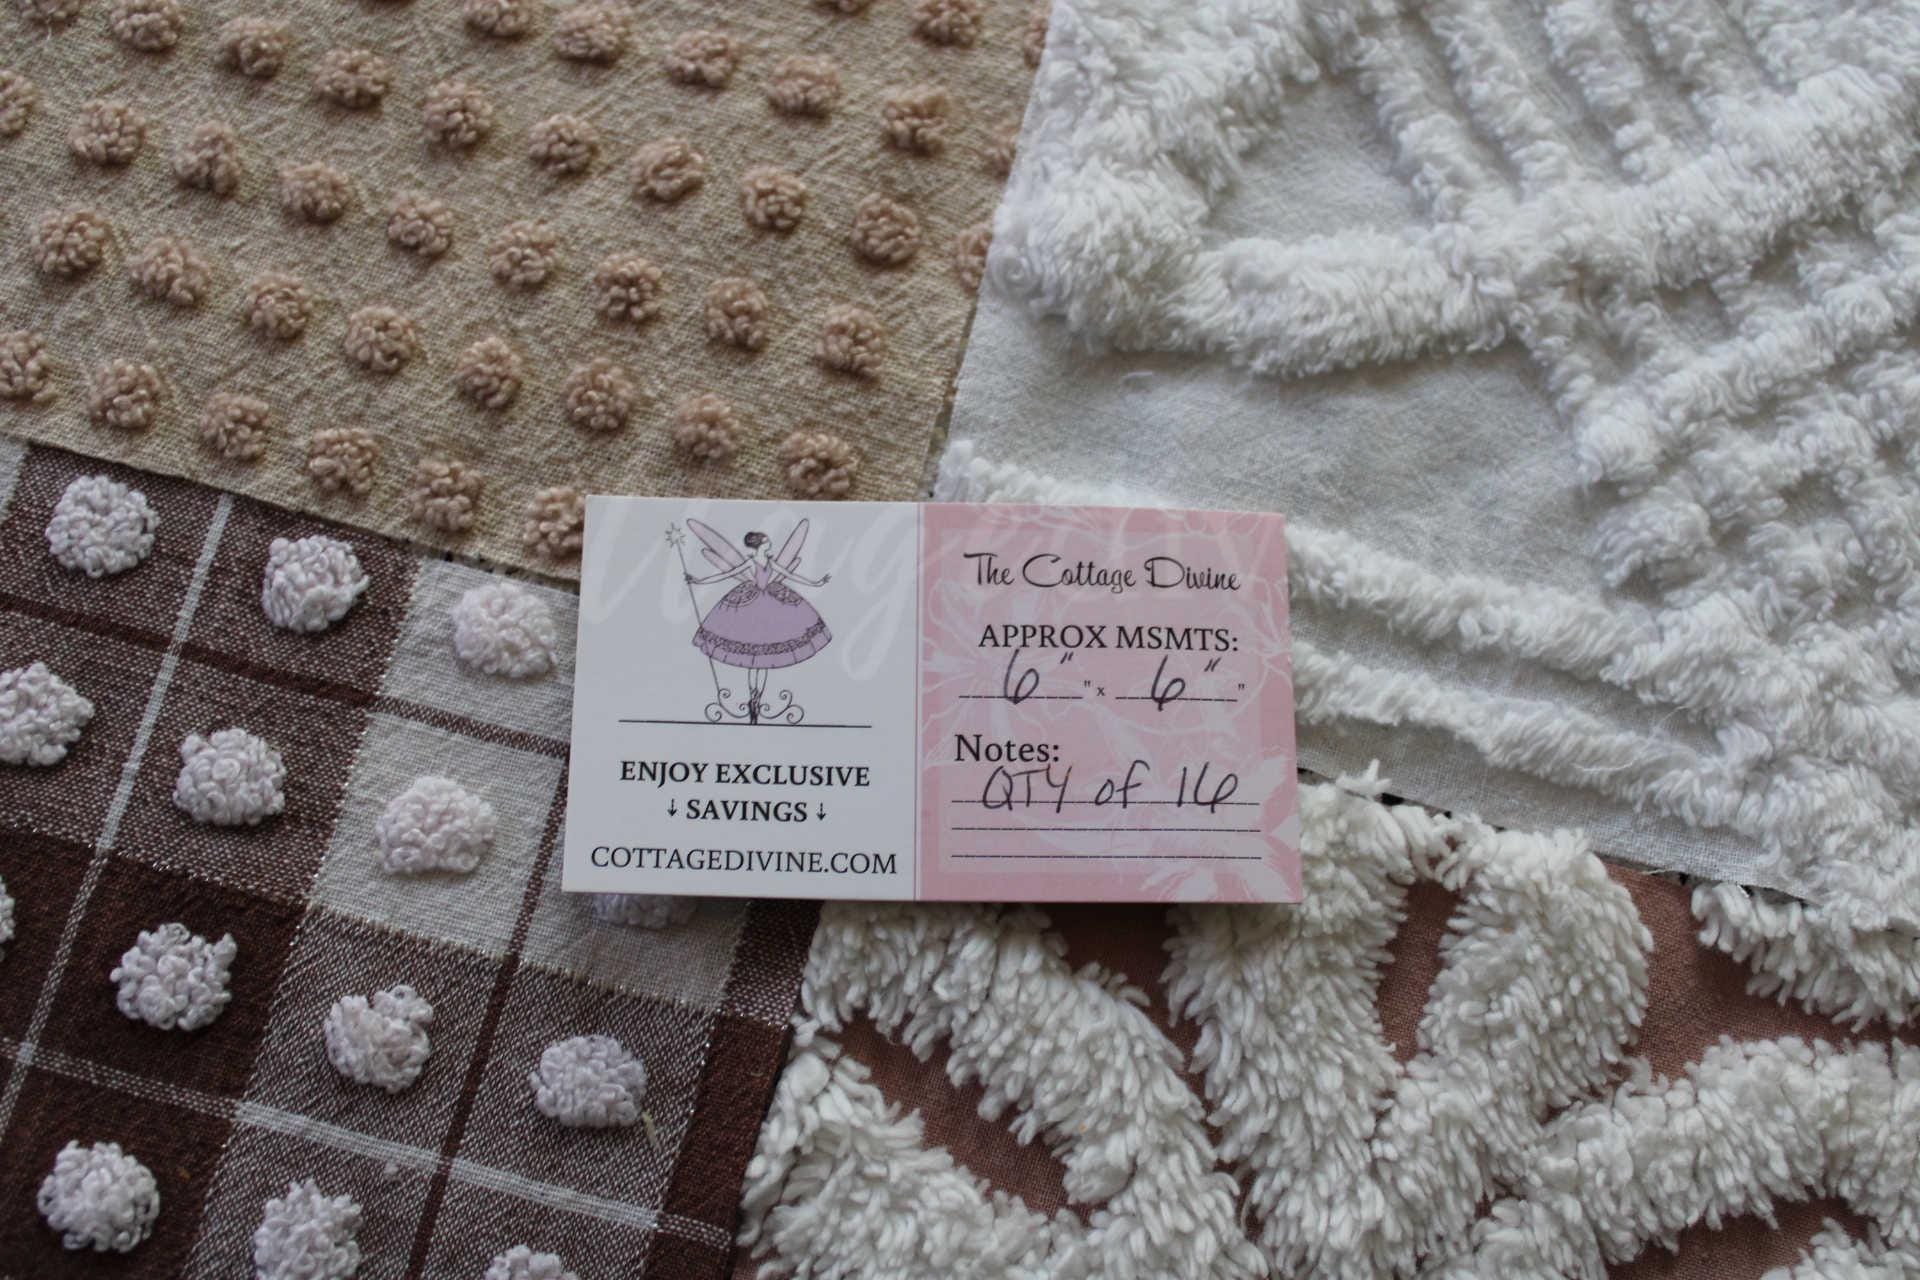 ENJOY EXCLUSIVE
↓ SAVINGS ↓
COTTAGEDIVINE.COM
The Cottage Divine
APPROX MSMTS:
6" " x 6" "
Notes:
QTY of 16